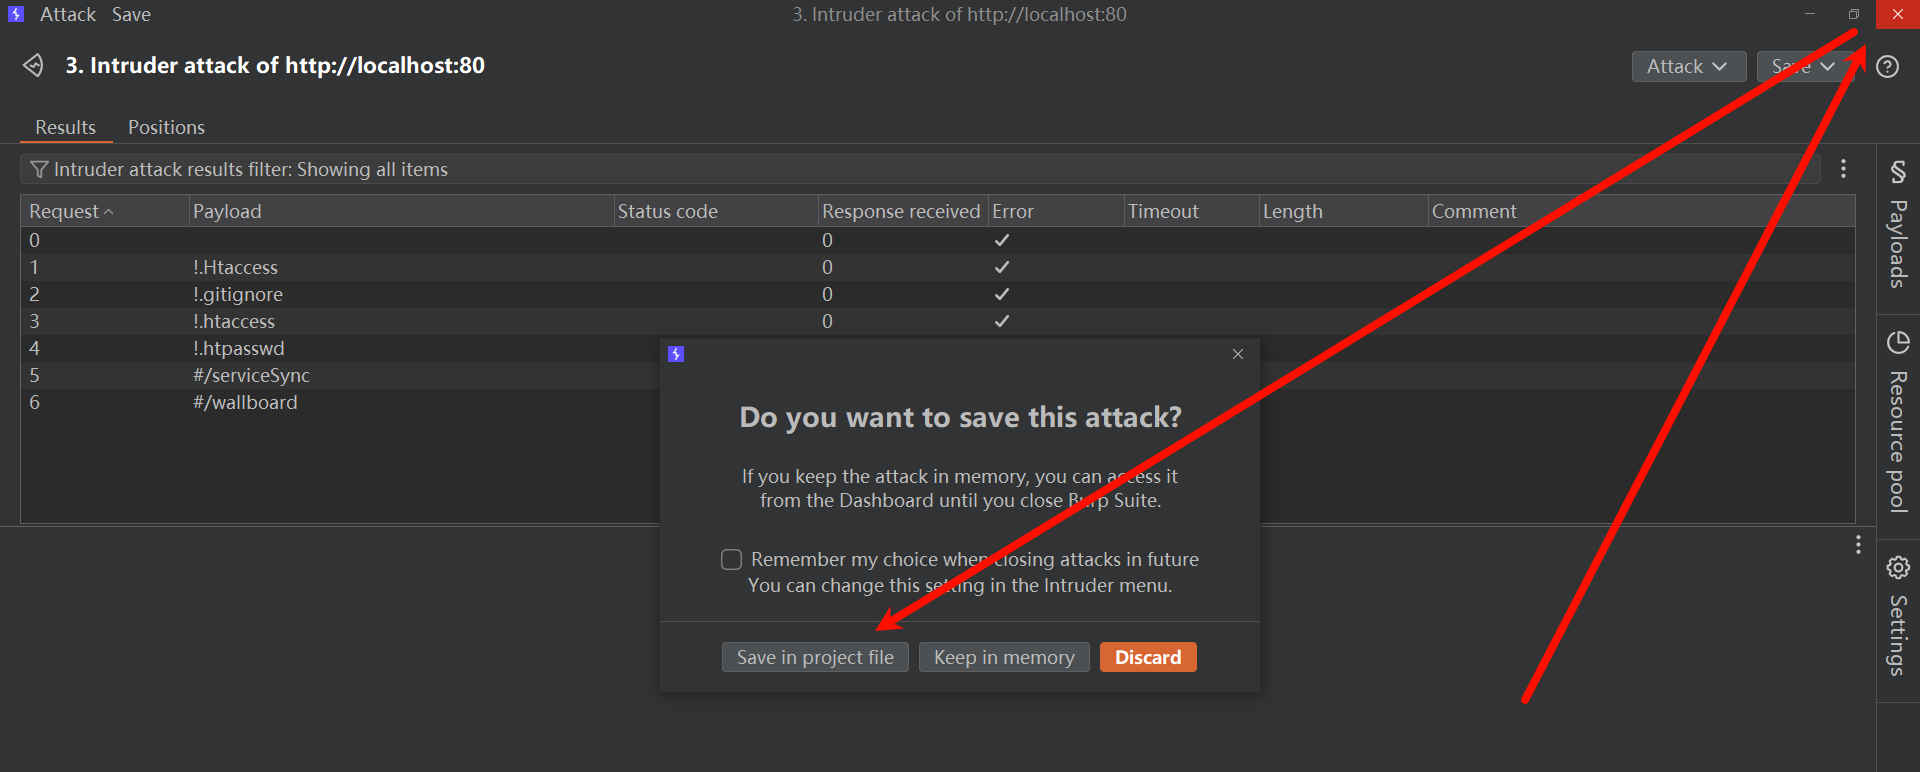 Attack Save 3. Intruder attack of http://localhost:80
3. Intruder attack of http://localhost:80 Attack Save
Results Positions
Intruder attack results filter: Showing all items
Request Payload Status code Response received Error Timeout Length Comment
0 0
1 !.Htaccess 0
2 !.gitignore 0
3 !.htaccess 0
4 !.htpasswd
5 #/serviceSync
6 #/wallboard
Do you want to save this attack?
If you keep the attack in memory, you can access it
from the Dashboard until you close Burp Suite.
Remember my choice when closing attacks in future
You can change this setting in the Intruder menu.
Save in project file Keep in memory Discard
Payloads
Resource pool
Settings